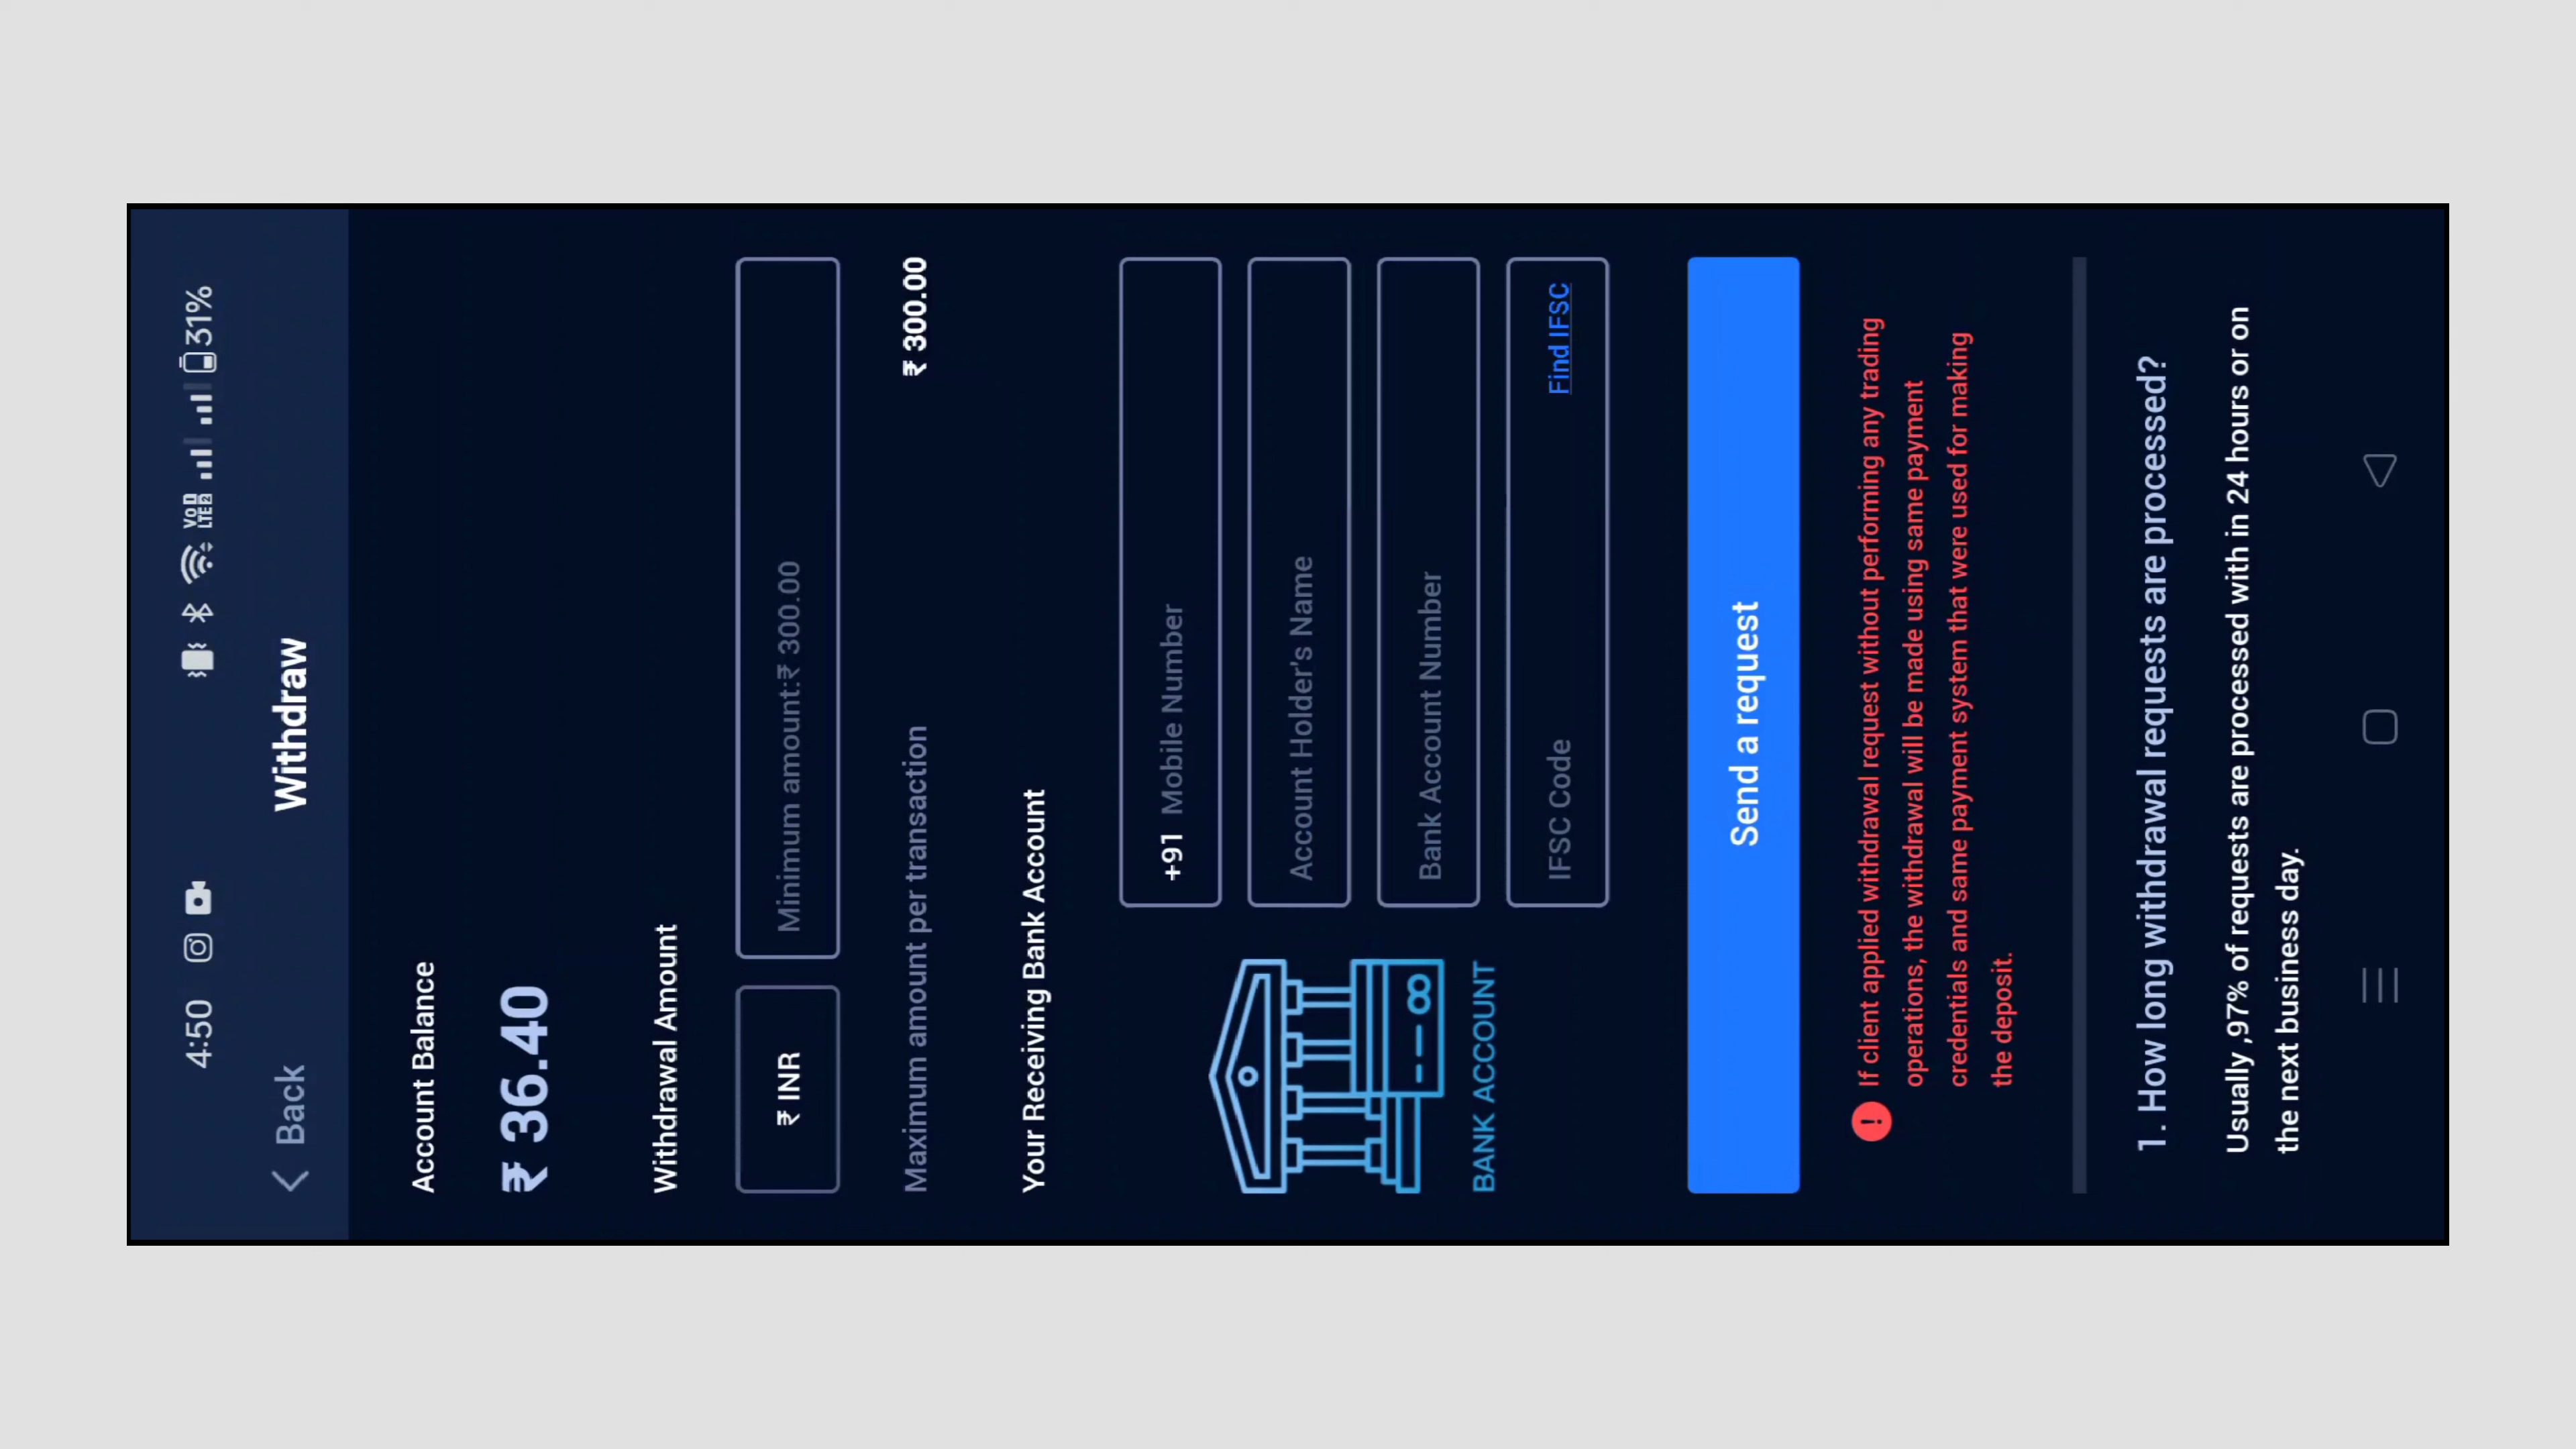 4:50 VoI LTE2 31%
Back Withdraw
Account Balance
₹ 36.40
Withdrawal Amount
₹ INR Minimum amount:₹ 300.00
Maximum amount per transaction ₹ 300.00
Your Receiving Bank Account
+91 Mobile Number
Account Holder's Name
Bank Account Number
IFSC Code Find IFSC
BANK ACCOUNT
Send a request
If client applied withdrawal request without performing any trading
operations, the withdrawal will be made using same payment
credentials and same payment system that were used for making
the deposit.
1. How long withdrawal requests are processed?
Usually ,97% of requests are processed with in 24 hours or on
the next business day.